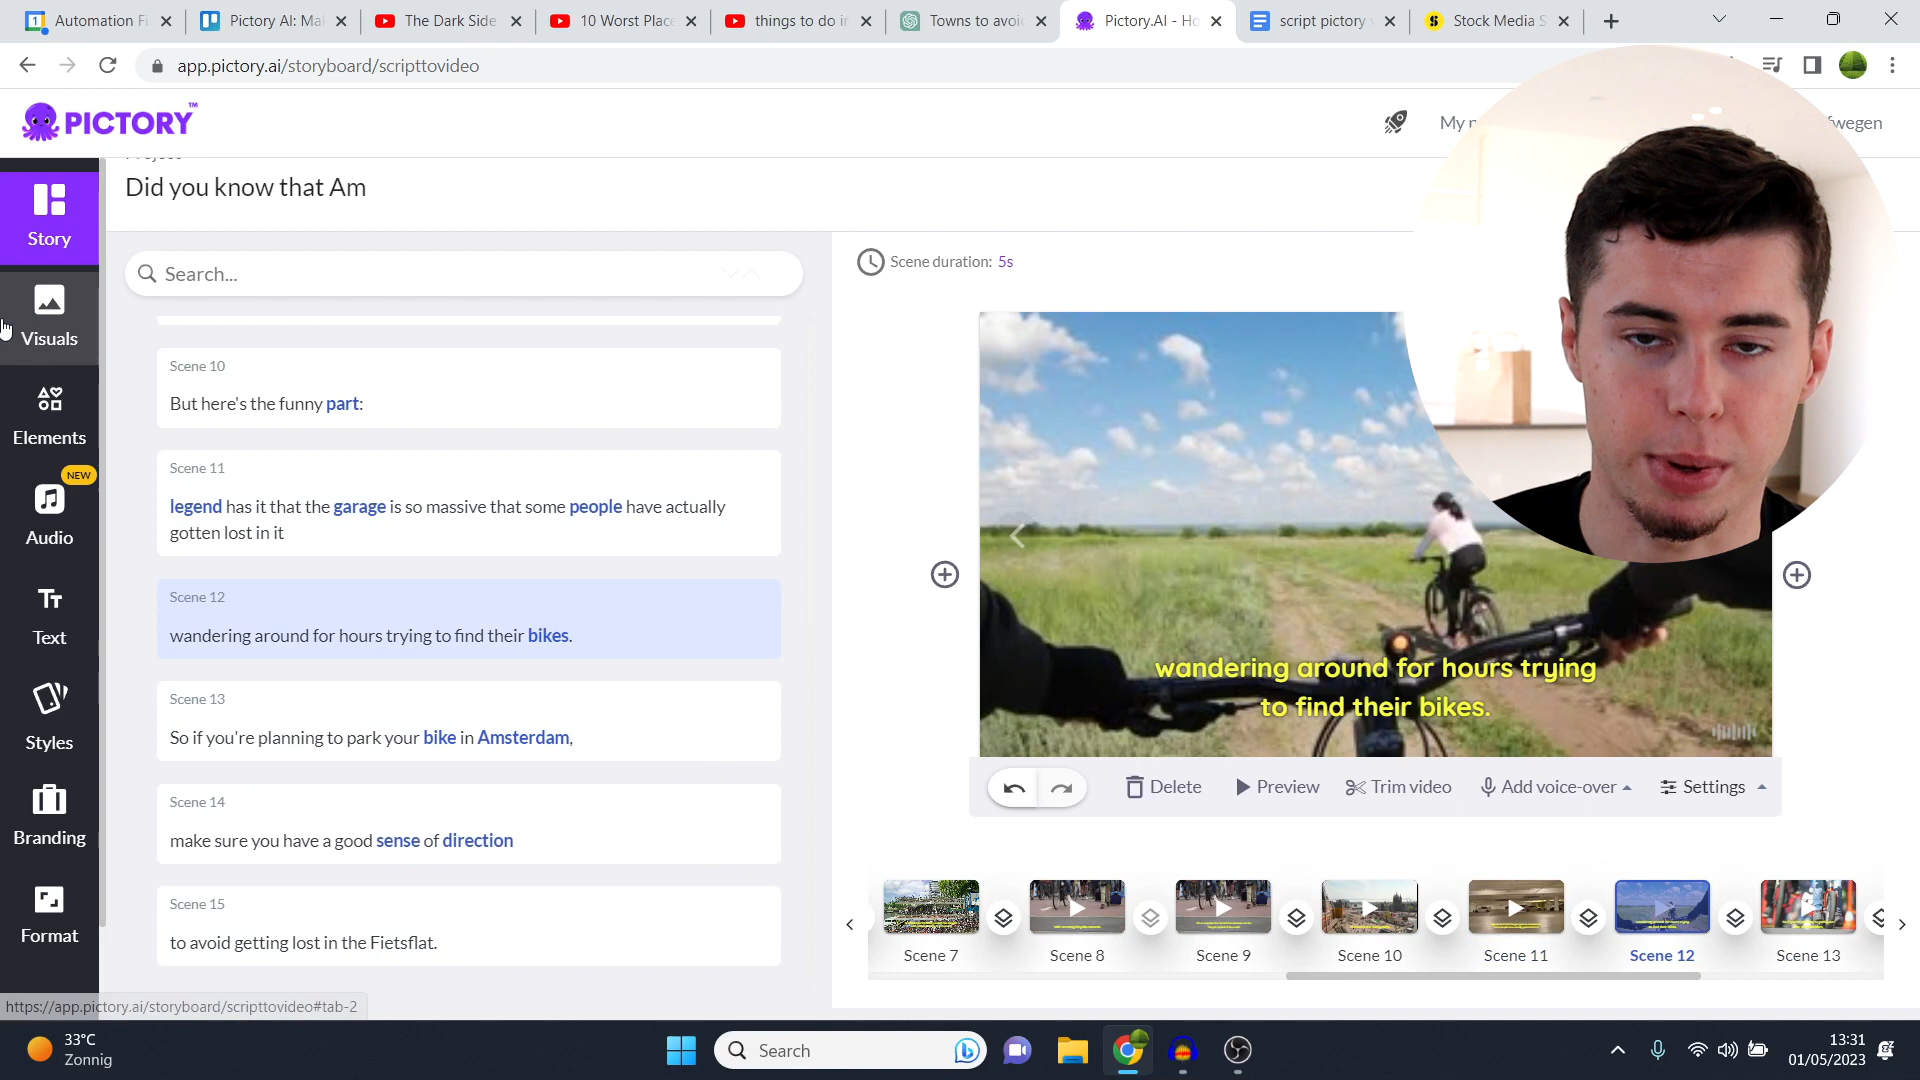 Automation Fi
Pictory AI: Mal
The Dark Side
10 Worst Place
things to do in
Towns to avoid
Pictory.AI - Ho
script pictory
Stock Media S
app.pictory.ai/storyboard/scripttovideo
PICTORY™
My
wegen
Did you know that Am
Story
Visuals
Elements
NEW
Audio
Text
Styles
Branding
Format
Search...
Scene 10
But here's the funny part:
Scene 11
legend has it that the garage is so massive that some people have actually
gotten lost in it
Scene 12
wandering around for hours trying to find their bikes.
Scene 13
So if you're planning to park your bike in Amsterdam,
Scene 14
make sure you have a good sense of direction
Scene 15
to avoid getting lost in the Fietsflat.
Scene duration: 5s
wandering around for hours trying
to find their bikes.
Delete
Preview
Trim video
Add voice-over
Settings
Scene 7
Scene 8
Scene 9
Scene 10
Scene 11
Scene 12
Scene 13
https://app.pictory.ai/storyboard/scripttovideo#tab-2
33°C
Zonnig
Search
13:31
01/05/2023